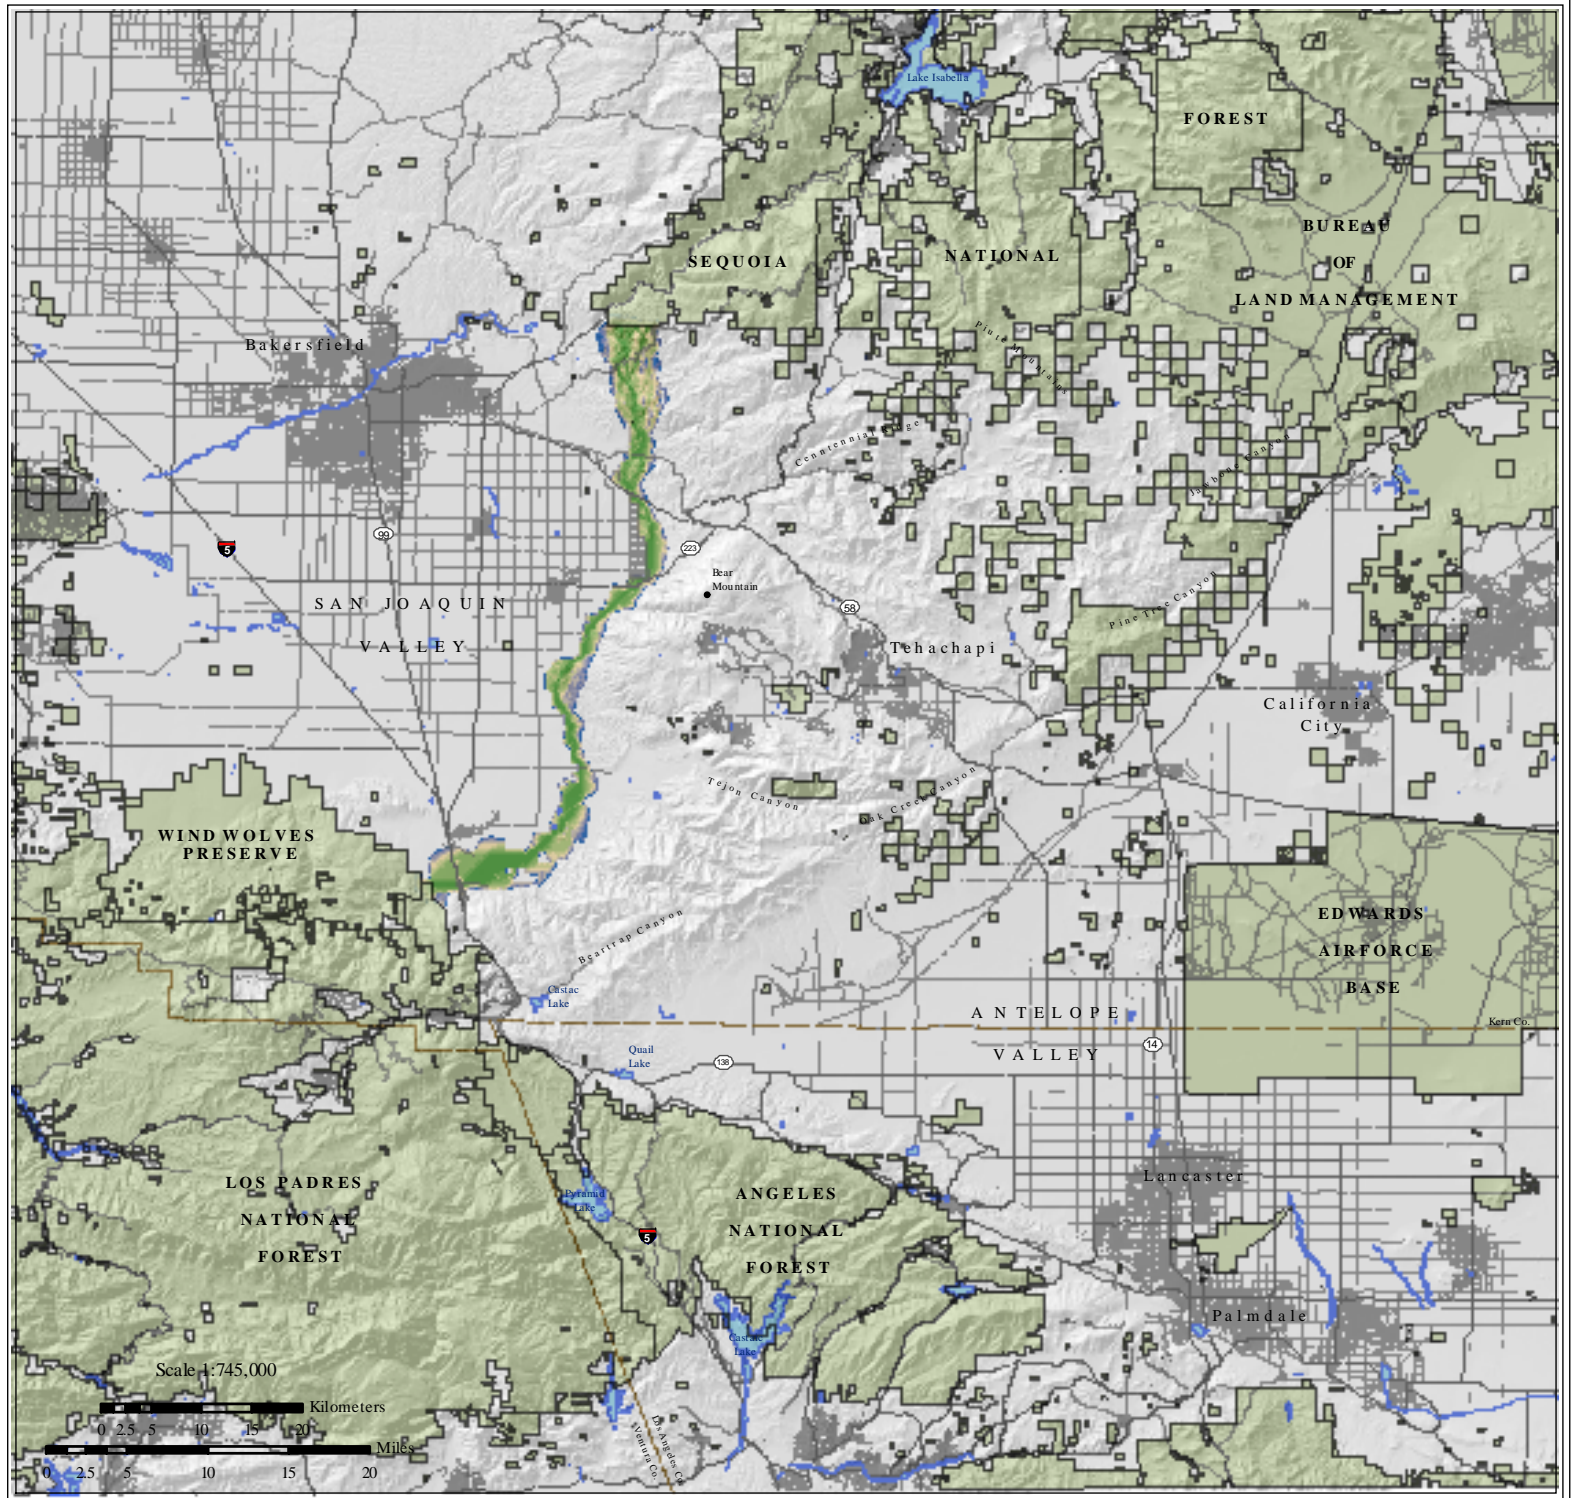 Lake Isabella
FOREST
BUREAU
OF
LAND MANAGEMENT
SEQUOIA
NATIONAL
Bakersfield
Piute Mountains
Cenntennial Ridge
Jawbone Canyon
99
5
223
Bear
Mountain
58
SAN JOAQUIN
VALLEY
Pine Tree Canyon
Tehachapi
California
City
Tejon Canyon
Oak Creek Canyon
WIND WOLVES
PRESERVE
EDWARDS
AIRFORCE
BASE
Beartrap Canyon
Castac
Lake
ANTELOPE
VALLEY
Kern Co.
Quail
Lake
138
14
LOS PADRES
NATIONAL
FOREST
Pyramid
Lake
ANGELES
NATIONAL
FOREST
5
Lancaster
Palmdale
Castaic
Lake
Scale 1:745,000
Kilometers
0 2.5 5 10 15 20
Miles
0 2.5 5 10 15 20
Ventura Co.
Los Angeles Co.